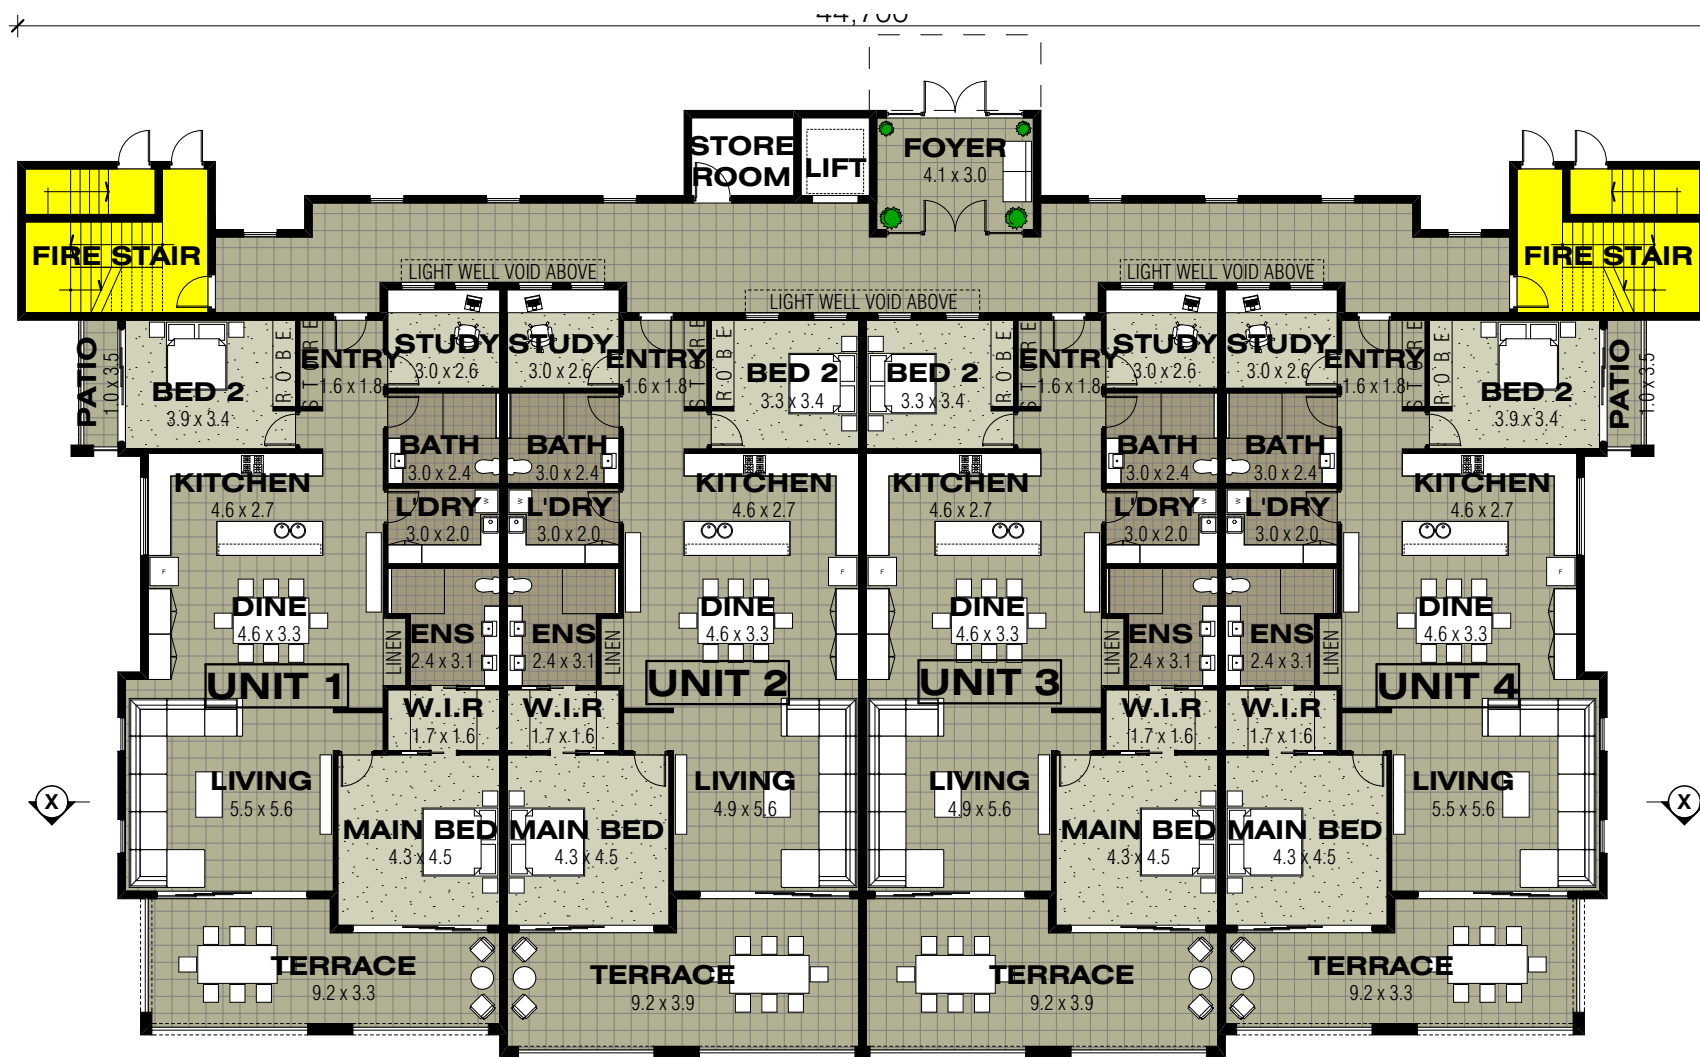 44,700
STORE
ROOM
LIFT
FOYER
4.1 x 3.0
FIRE STAIR
FIRE STAIR
LIGHT WELL VOID ABOVE
LIGHT WELL VOID ABOVE
LIGHT WELL VOID ABOVE
PATIO
1.0 x 3.5
BED 2
3.9 x 3.4
ROBE
STORE
ENTRY
1.6 x 1.8
STUDY
3.0 x 2.6
STUDY
3.0 x 2.6
ENTRY
1.6 x 1.8
STORE
ROBE
BED 2
3.3 x 3.4
BED 2
3.3 x 3.4
ROBE
STORE
ENTRY
1.6 x 1.8
STUDY
3.0 x 2.6
STUDY
3.0 x 2.6
ENTRY
1.6 x 1.8
STORE
ROBE
BED 2
3.9 x 3.4
PATIO
1.0 x 3.5
BATH
3.0 x 2.4
BATH
3.0 x 2.4
BATH
3.0 x 2.4
BATH
3.0 x 2.4
KITCHEN
4.6 x 2.7
L'DRY
3.0 x 2.0
W
L'DRY
3.0 x 2.0
W
KITCHEN
4.6 x 2.7
KITCHEN
4.6 x 2.7
L'DRY
3.0 x 2.0
W
L'DRY
3.0 x 2.0
W
KITCHEN
4.6 x 2.7
F
F
F
F
DINE
4.6 x 3.3
LINEN
ENS
2.4 x 3.1
ENS
2.4 x 3.1
LINEN
DINE
4.6 x 3.3
DINE
4.6 x 3.3
LINEN
ENS
2.4 x 3.1
ENS
2.4 x 3.1
LINEN
DINE
4.6 x 3.3
UNIT 1
UNIT 2
UNIT 3
UNIT 4
W.I.R
1.7 x 1.6
W.I.R
1.7 x 1.6
W.I.R
1.7 x 1.6
W.I.R
1.7 x 1.6
X
LIVING
5.5 x 5.6
LIVING
4.9 x 5.6
LIVING
4.9 x 5.6
LIVING
5.5 x 5.6
X
MAIN BED
4.3 x 4.5
MAIN BED
4.3 x 4.5
MAIN BED
4.3 x 4.5
MAIN BED
4.3 x 4.5
TERRACE
9.2 x 3.3
TERRACE
9.2 x 3.9
TERRACE
9.2 x 3.9
TERRACE
9.2 x 3.3